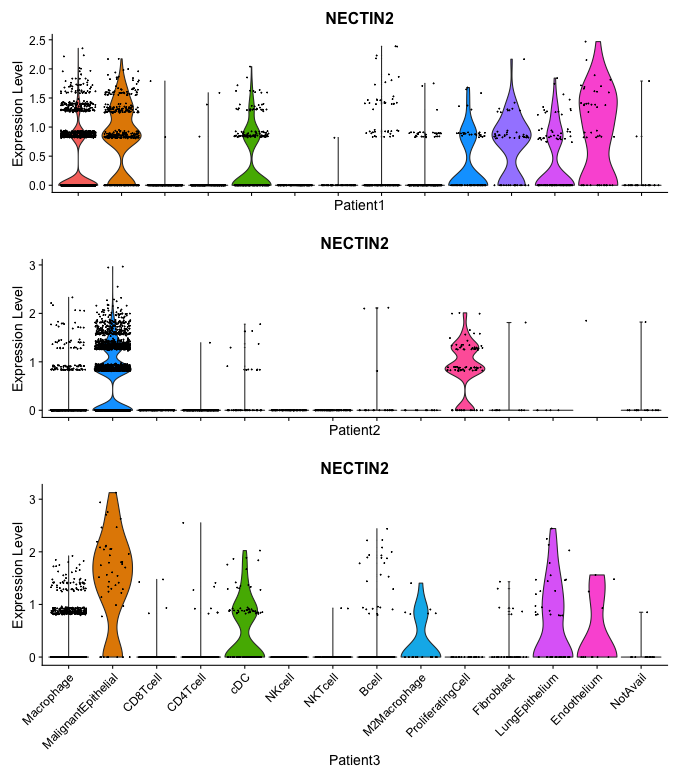 NECTIN2
Expression Level
2.5
2.0
1.5
1.0
0.5
0.0
Patient1
NECTIN2
Expression Level
3
2
1
0
Patient2
NECTIN2
Expression Level
3
2
1
0
Macrophage
MalignantEpithelial
CD8Tcell
CD4Tcell
cDC
NKcell
NKTcell
Bcell
M2Macrophage
ProliferatingCell
Fibroblast
LungEpithelium
Endothelium
NotAvail
Patient3